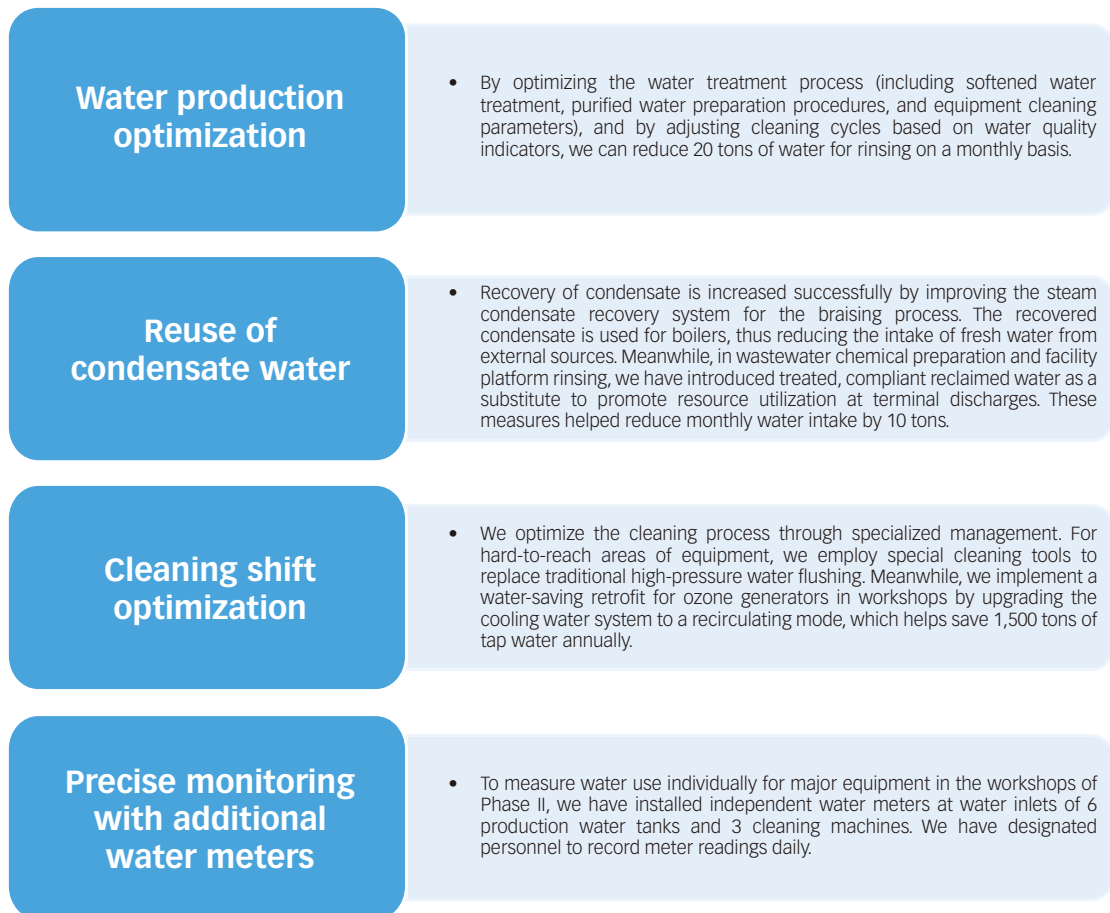 Water production
optimization
• By optimizing the water treatment process (including softened water
treatment, purified water preparation procedures, and equipment cleaning
parameters), and by adjusting cleaning cycles based on water quality
indicators, we can reduce 20 tons of water for rinsing on a monthly basis.
Reuse of
condensate water
• Recovery of condensate is increased successfully by improving the steam
condensate recovery system for the braising process. The recovered
condensate is used for boilers, thus reducing the intake of fresh water from
external sources. Meanwhile, in wastewater chemical preparation and facility
platform rinsing, we have introduced treated, compliant reclaimed water as a
substitute to promote resource utilization at terminal discharges. These
measures helped reduce monthly water intake by 10 tons.
Cleaning shift
optimization
• We optimize the cleaning process through specialized management. For
hard-to-reach areas of equipment, we employ special cleaning tools to
replace traditional high-pressure water flushing. Meanwhile, we implement a
water-saving retrofit for ozone generators in workshops by upgrading the
cooling water system to a recirculating mode, which helps save 1,500 tons of
tap water annually.
Precise monitoring
with additional
water meters
• To measure water use individually for major equipment in the workshops of
Phase II, we have installed independent water meters at water inlets of 6
production water tanks and 3 cleaning machines. We have designated
personnel to record meter readings daily.